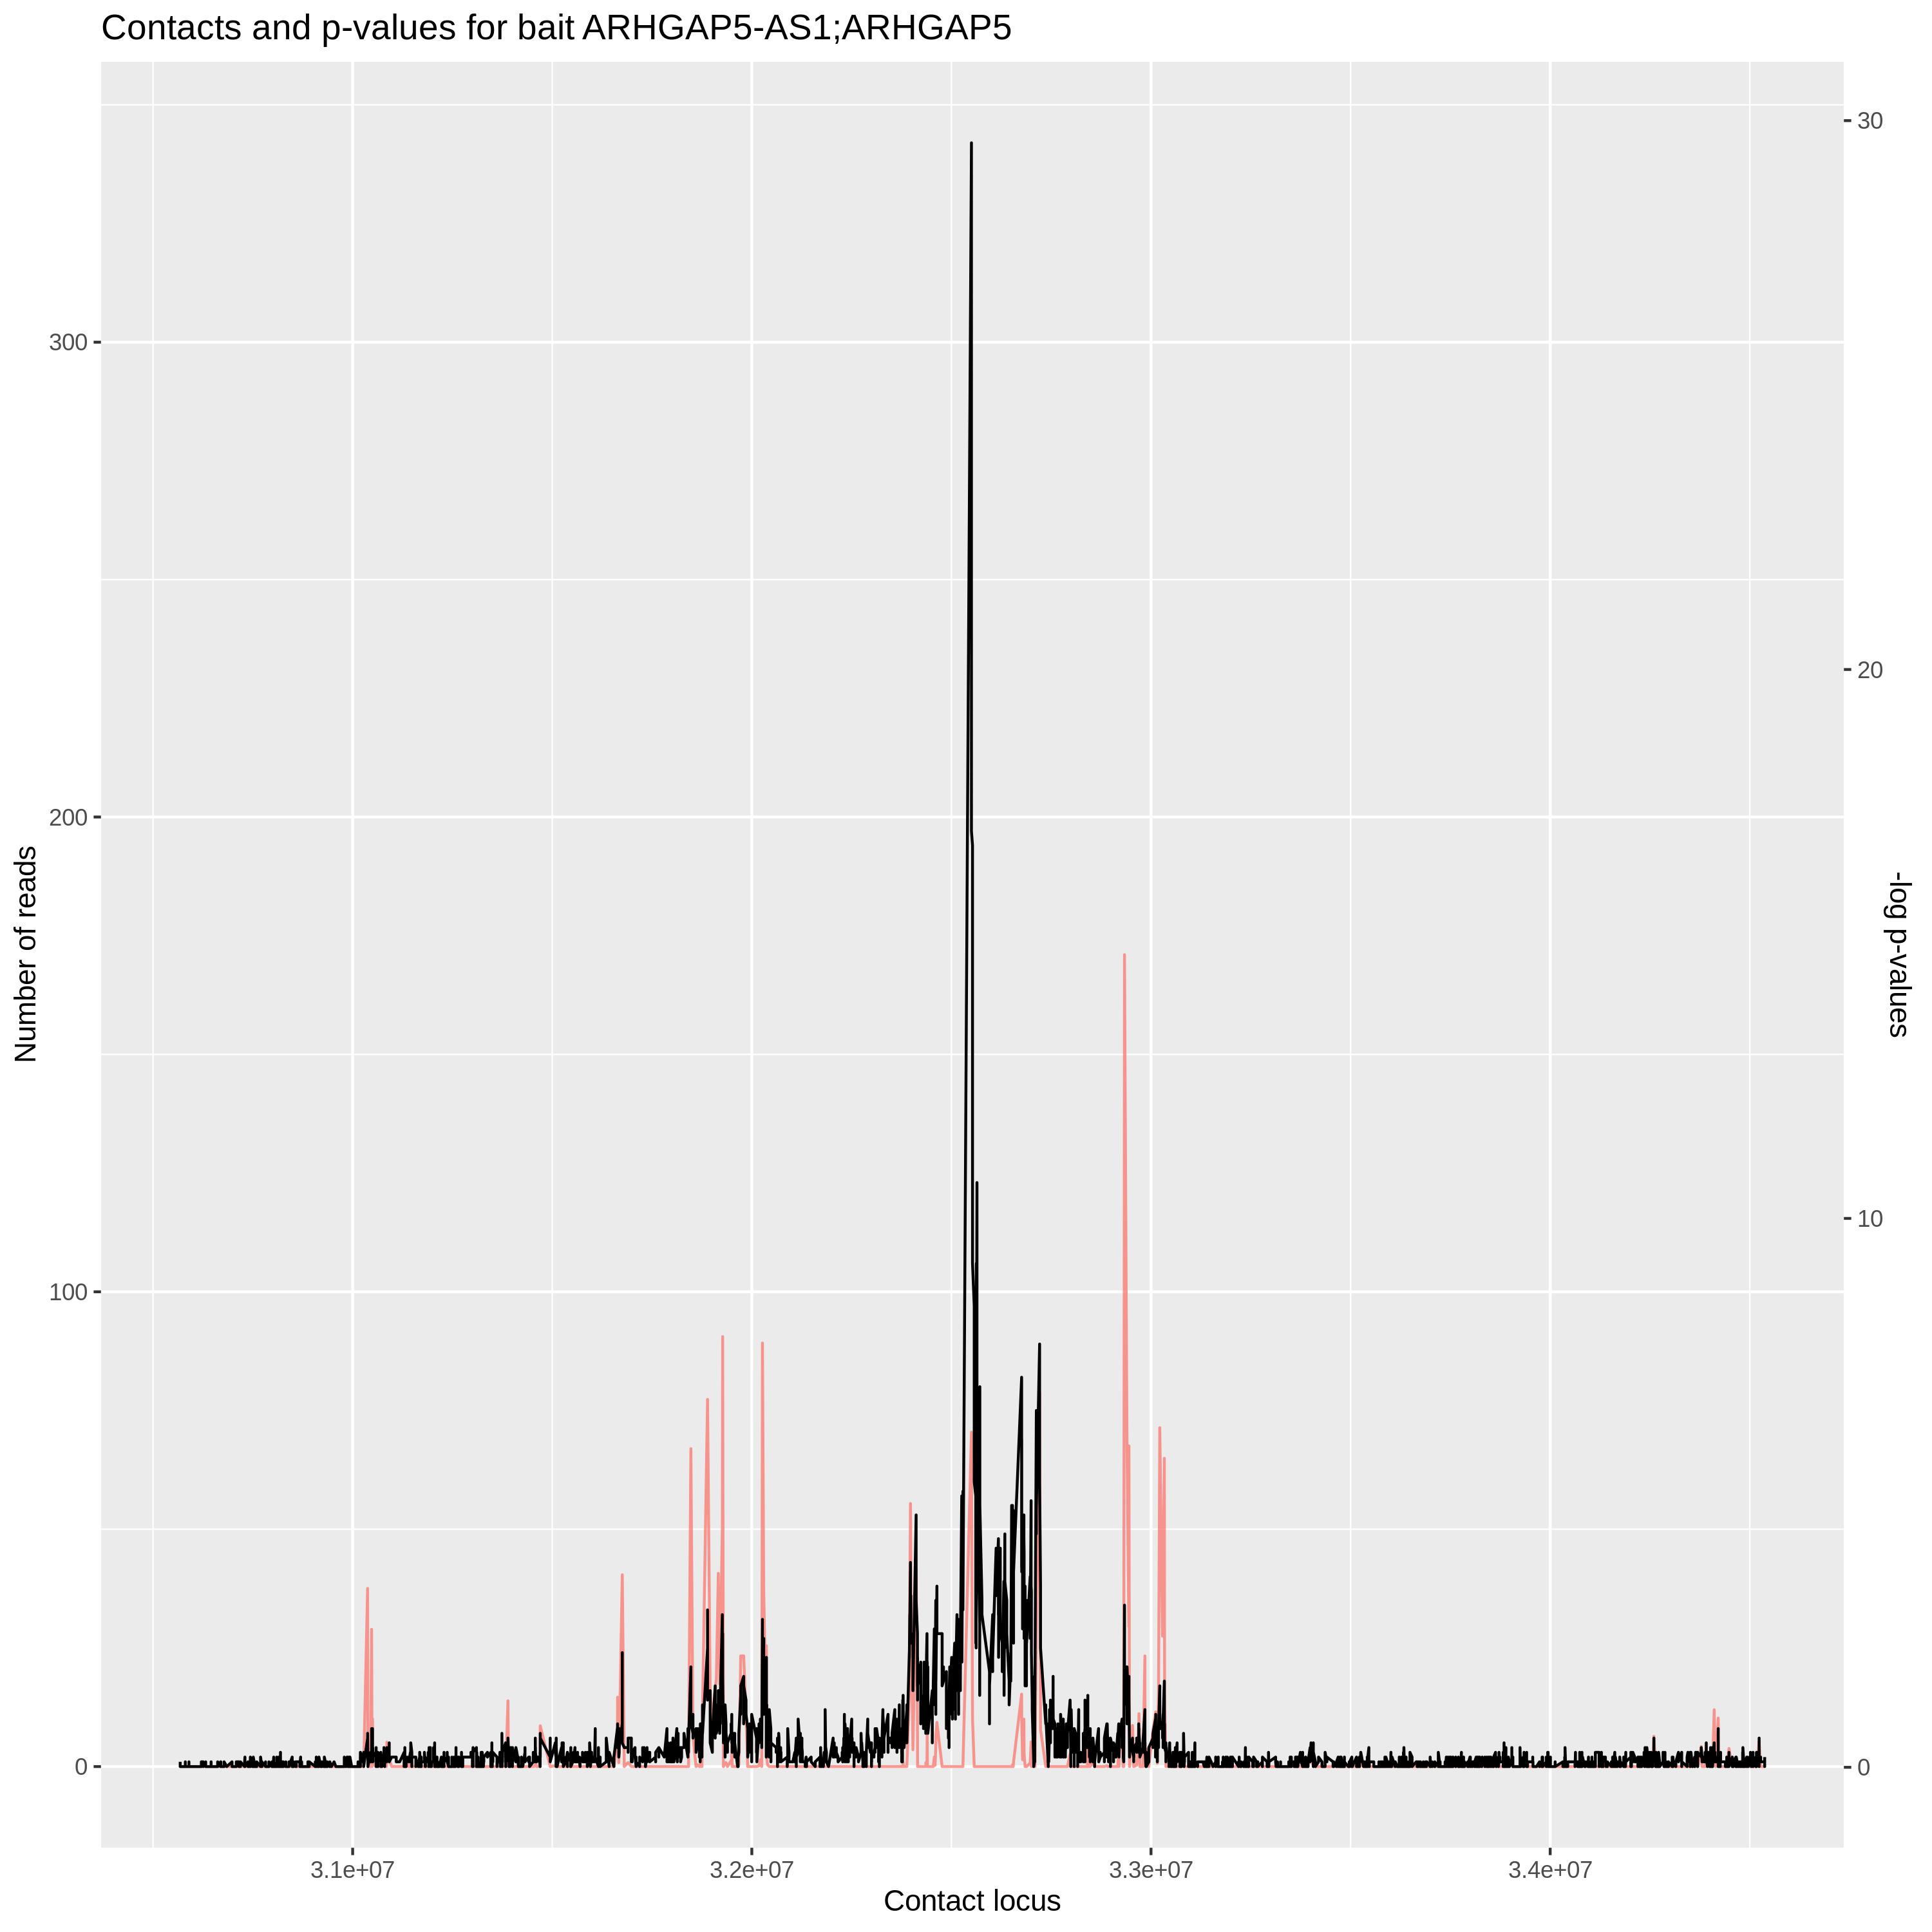 Contacts and p-values for bait ARHGAP5-AS1;ARHGAP5
Number of reads
300
200
100
0
30
20
10
0
-log p-values
3.1e+07
3.2e+07
3.3e+07
3.4e+07
Contact locus